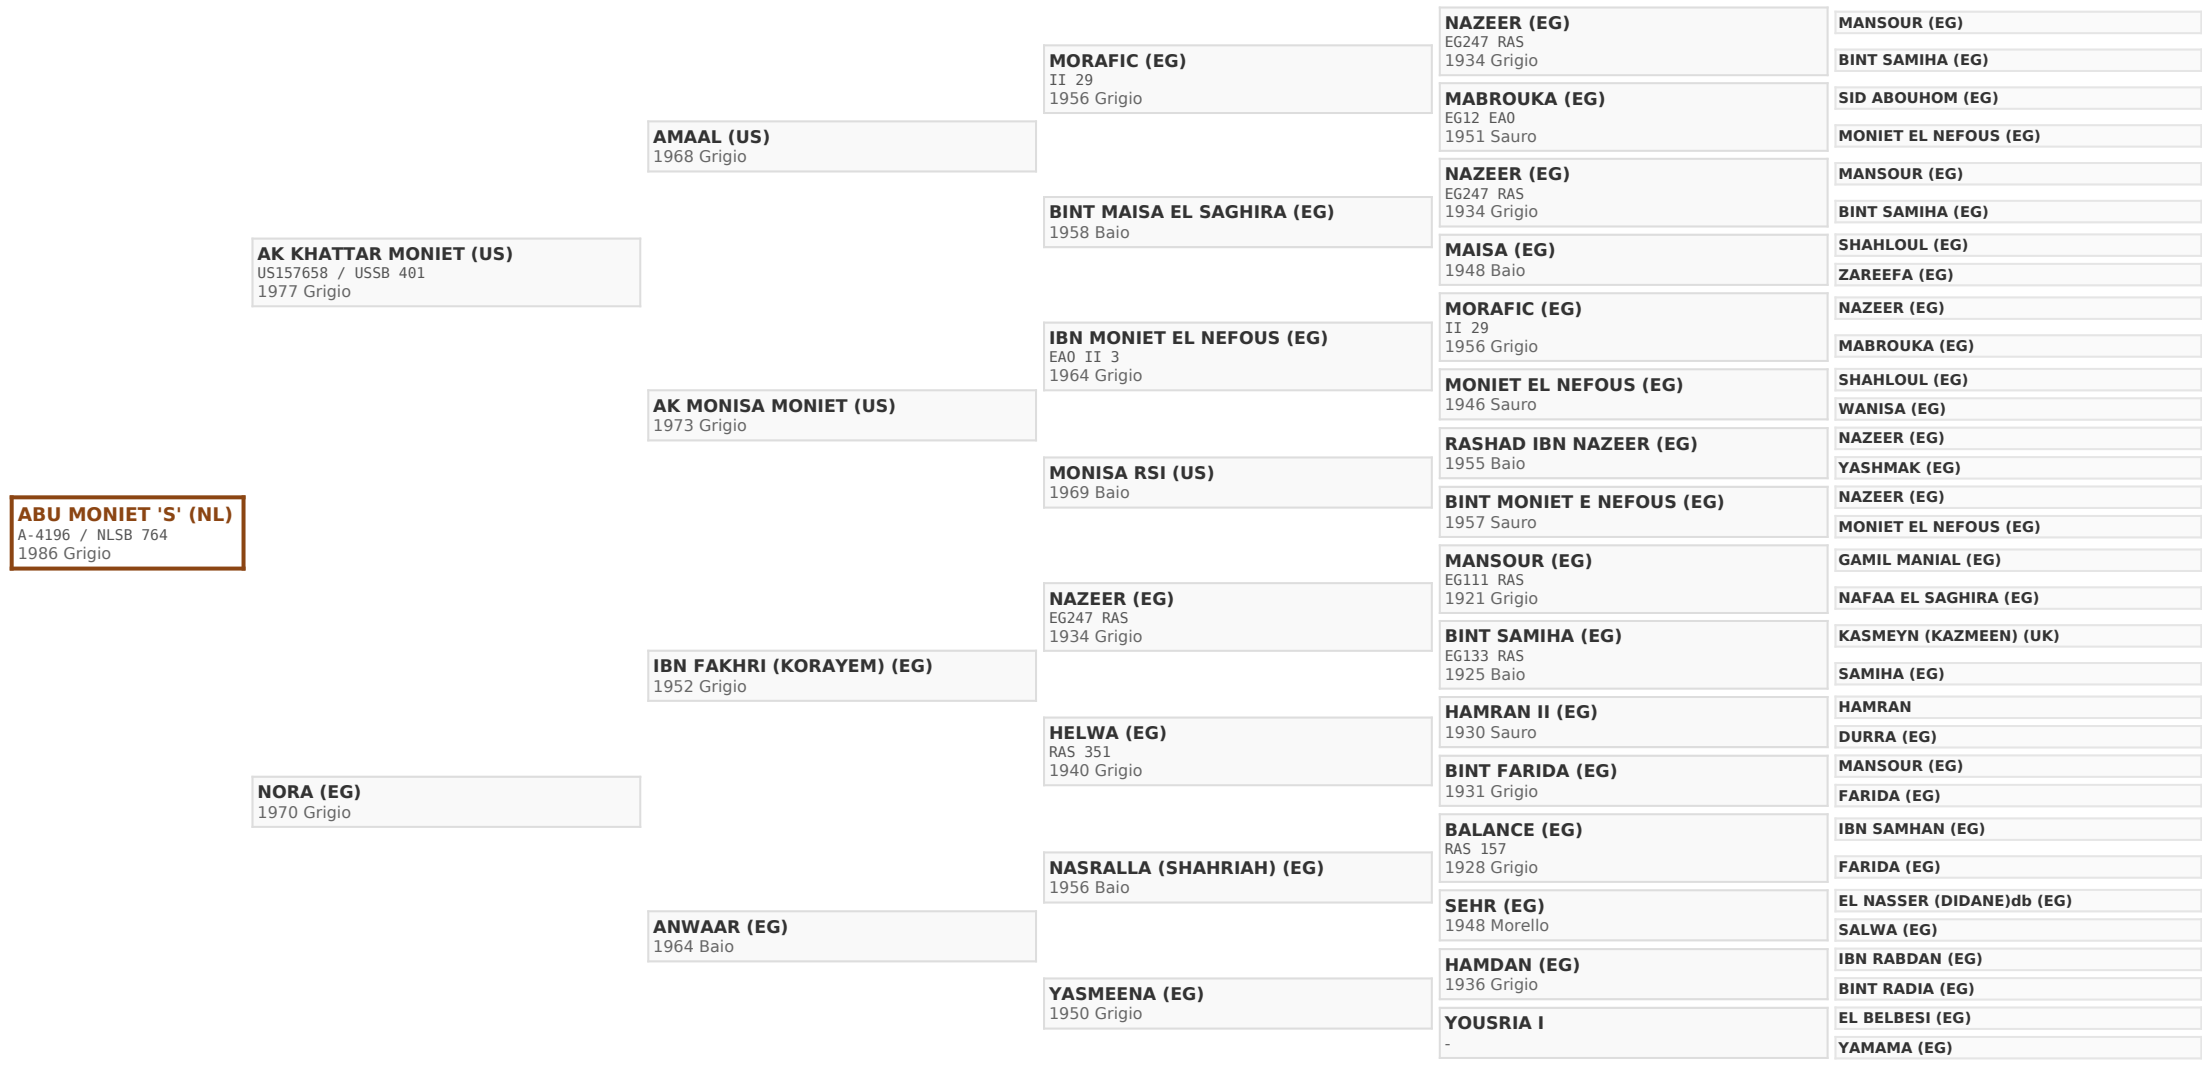 ABU MONIET 'S' (NL)
A-4196 / NLSB 764
1986 Grigio
AK KHATTAR MONIET (US)
US157658 / USSB 401
1977 Grigio
NORA (EG)
1970 Grigio
AMAAL (US)
1968 Grigio
AK MONISA MONIET (US)
1973 Grigio
IBN FAKHRI (KORAYEM) (EG)
1952 Grigio
ANWAAR (EG)
1964 Baio
MORAFIC (EG)
II 29
1956 Grigio
BINT MAISA EL SAGHIRA (EG)
1958 Baio
IBN MONIET EL NEFOUS (EG)
EAO II 3
1964 Grigio
MONISA RSI (US)
1969 Baio
NAZEER (EG)
EG247 RAS
1934 Grigio
HELWA (EG)
RAS 351
1940 Grigio
NASRALLA (SHAHRIAH) (EG)
1956 Baio
YASMEENA (EG)
1950 Grigio
NAZEER (EG)
EG247 RAS
1934 Grigio
MABROUKA (EG)
EG12 EAO
1951 Sauro
NAZEER (EG)
EG247 RAS
1934 Grigio
MAISA (EG)
1948 Baio
MORAFIC (EG)
II 29
1956 Grigio
MONIET EL NEFOUS (EG)
1946 Sauro
RASHAD IBN NAZEER (EG)
1955 Baio
BINT MONIET E NEFOUS (EG)
1957 Sauro
MANSOUR (EG)
EG111 RAS
1921 Grigio
BINT SAMIHA (EG)
EG133 RAS
1925 Baio
HAMRAN II (EG)
1930 Sauro
BINT FARIDA (EG)
1931 Grigio
BALANCE (EG)
RAS 157
1928 Grigio
SEHR (EG)
1948 Morello
HAMDAN (EG)
1936 Grigio
YOUSRIA I
-
MANSOUR (EG)
BINT SAMIHA (EG)
SID ABOUHOM (EG)
MONIET EL NEFOUS (EG)
MANSOUR (EG)
BINT SAMIHA (EG)
SHAHLOUL (EG)
ZAREEFA (EG)
NAZEER (EG)
MABROUKA (EG)
SHAHLOUL (EG)
WANISA (EG)
NAZEER (EG)
YASHMAK (EG)
NAZEER (EG)
MONIET EL NEFOUS (EG)
GAMIL MANIAL (EG)
NAFAA EL SAGHIRA (EG)
KASMEYN (KAZMEEN) (UK)
SAMIHA (EG)
HAMRAN
DURRA (EG)
MANSOUR (EG)
FARIDA (EG)
IBN SAMHAN (EG)
FARIDA (EG)
EL NASSER (DIDANE)db (EG)
SALWA (EG)
IBN RABDAN (EG)
BINT RADIA (EG)
EL BELBESI (EG)
YAMAMA (EG)